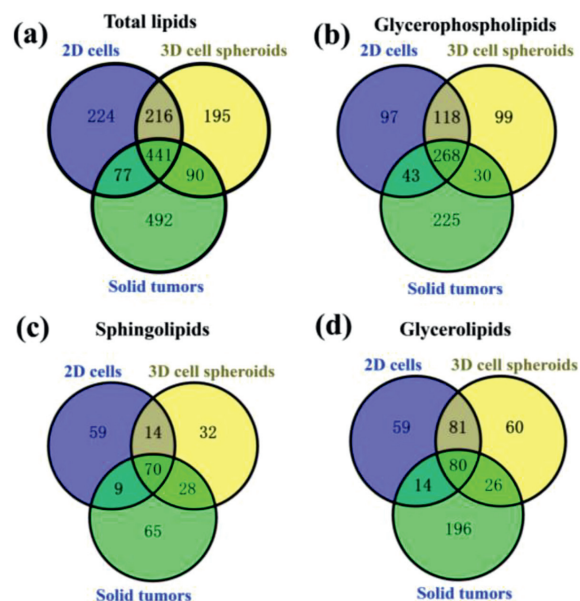 (a)
Total lipids
2D cells 3D cell spheroids
224 216 195
441
77 90
492
Solid tumors
(b)
Glycerophospholipids
2D cells 3D cell spheroids
97 118 99
268
43 30
225
Solid tumors
(c)
Sphingolipids
2D cells 3D cell spheroids
59 14 32
70
9 28
65
Solid tumors
(d)
Glycerolipids
2D cells 3D cell spheroids
59 81 60
80
14 26
196
Solid tumors